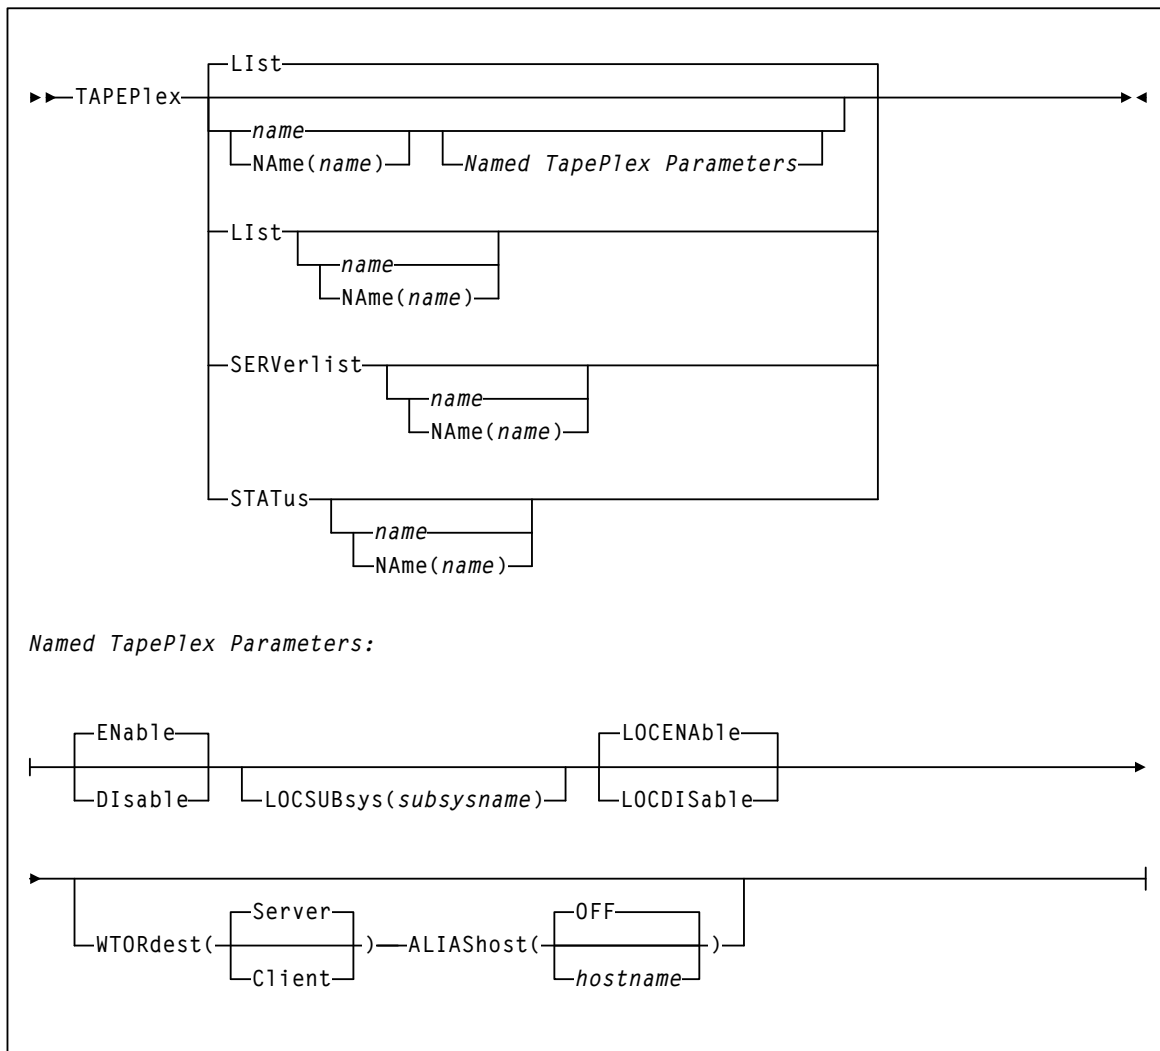 LIst
TAPEPlex
name
NAme(name)
Named TapePlex Parameters
LIst
name
NAme(name)
SERVerlist
name
NAme(name)
STATus
name
NAme(name)
Named TapePlex Parameters:
ENable
DIsable
LOCSUBsys(subsysname)
LOCENAble
LOCDISable
WTORdest(
Server
Client
)
ALIAShost(
OFF
hostname
)